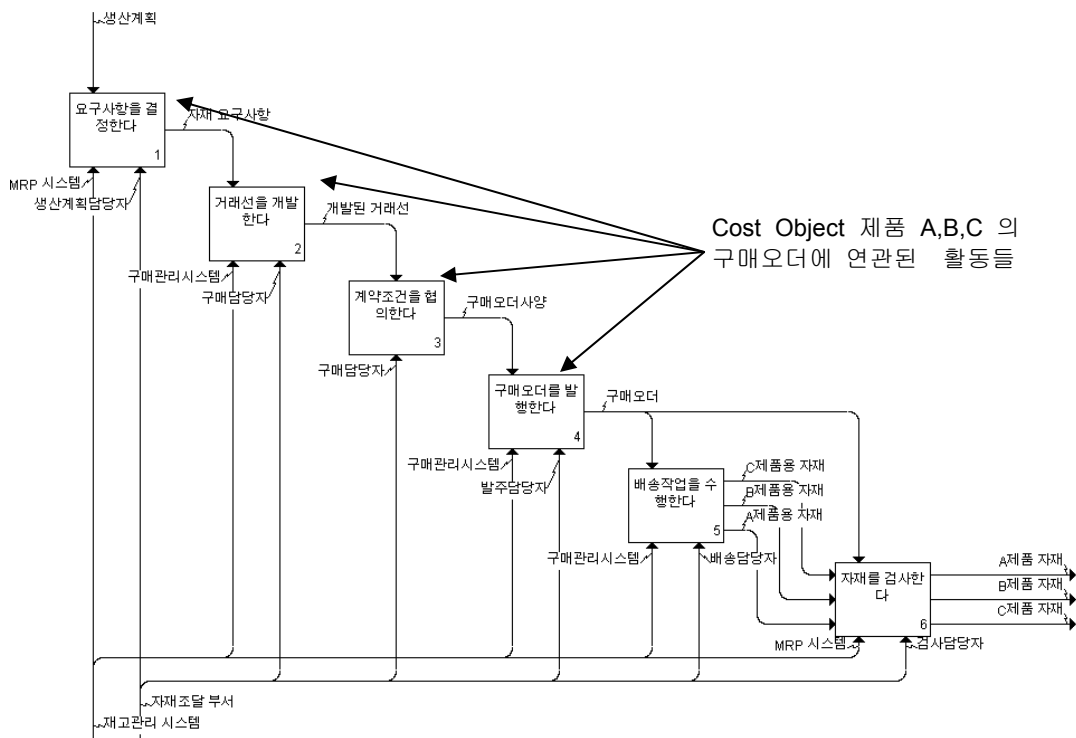 생산계획
요구사항을 결
정한다
1
자재 요구사항
MRP 시스템
생산계획담당자
거래선을 개발
한다
2
개발된 거래선
구매관리시스템
구매담당자
Cost Object 제품 A,B,C 의
구매오더에 연관된 활동들
계약조건을 협
의한다
3
구매오더사양
구매담당자
구매오더를 발
행한다
4
구매오더
구매관리시스템
발주담당자
배송작업을 수
행한다
5
C제품용 자재
B제품용 자재
A제품용 자재
구매관리시스템
배송담당자
자재를 검사한
다
6
A제품 자재
B제품 자재
C제품 자재
MRP 시스템
검사담당자
자재조달 부서
재고관리 시스템